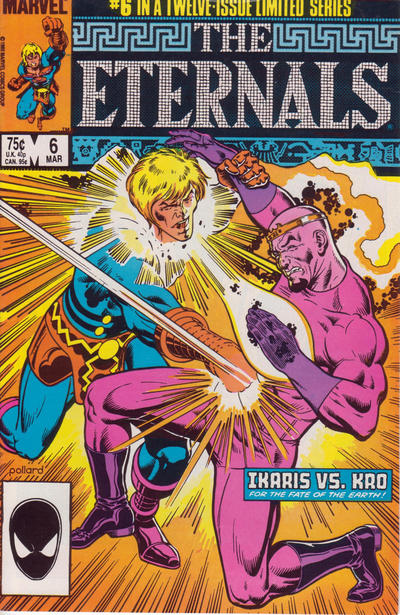 MARVEL
#6 IN A TWELVE-ISSUE LIMITED SERIES
THE
ETERNALS
75¢
U.K. 40p
CAN. 95¢
6
MAR
pollard
IKARIS VS. KRO
FOR THE FATE OF THE EARTH!